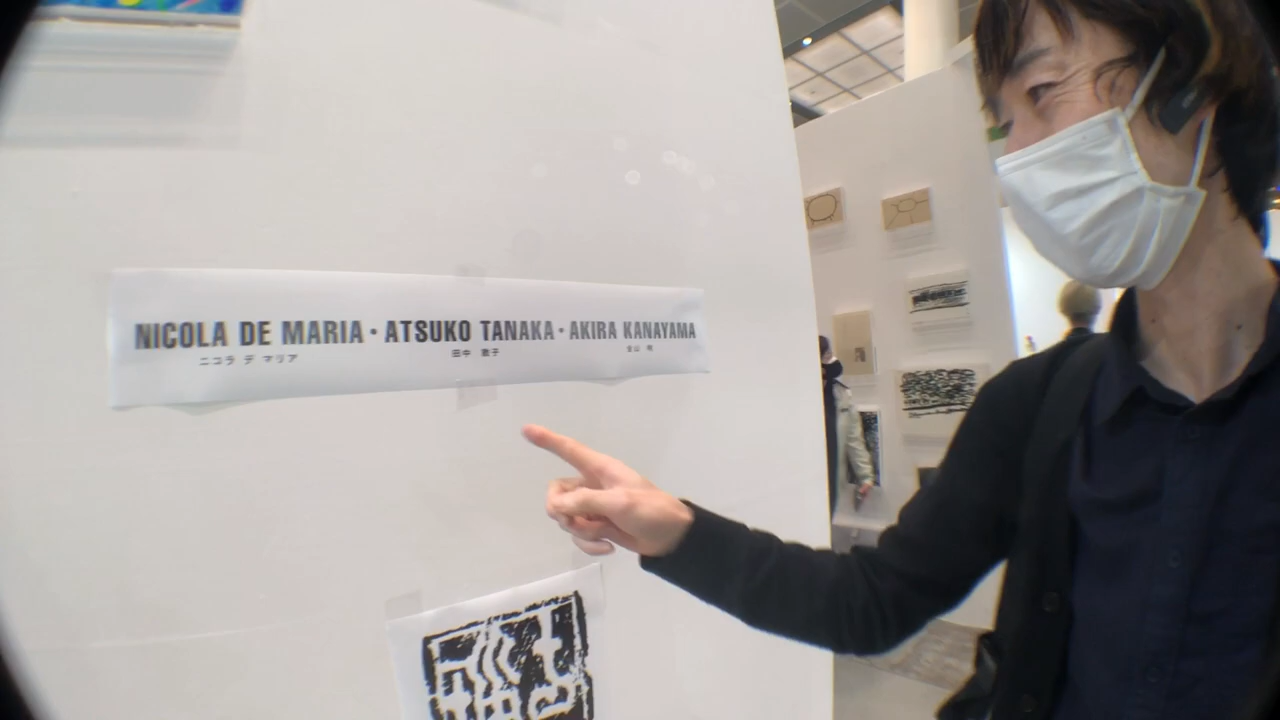 NICOLA DE MARIA・ATSUKO TANAKA・AKIRA KANAYAMA
ニコラ デ マリア 田中 敦子 金山 明